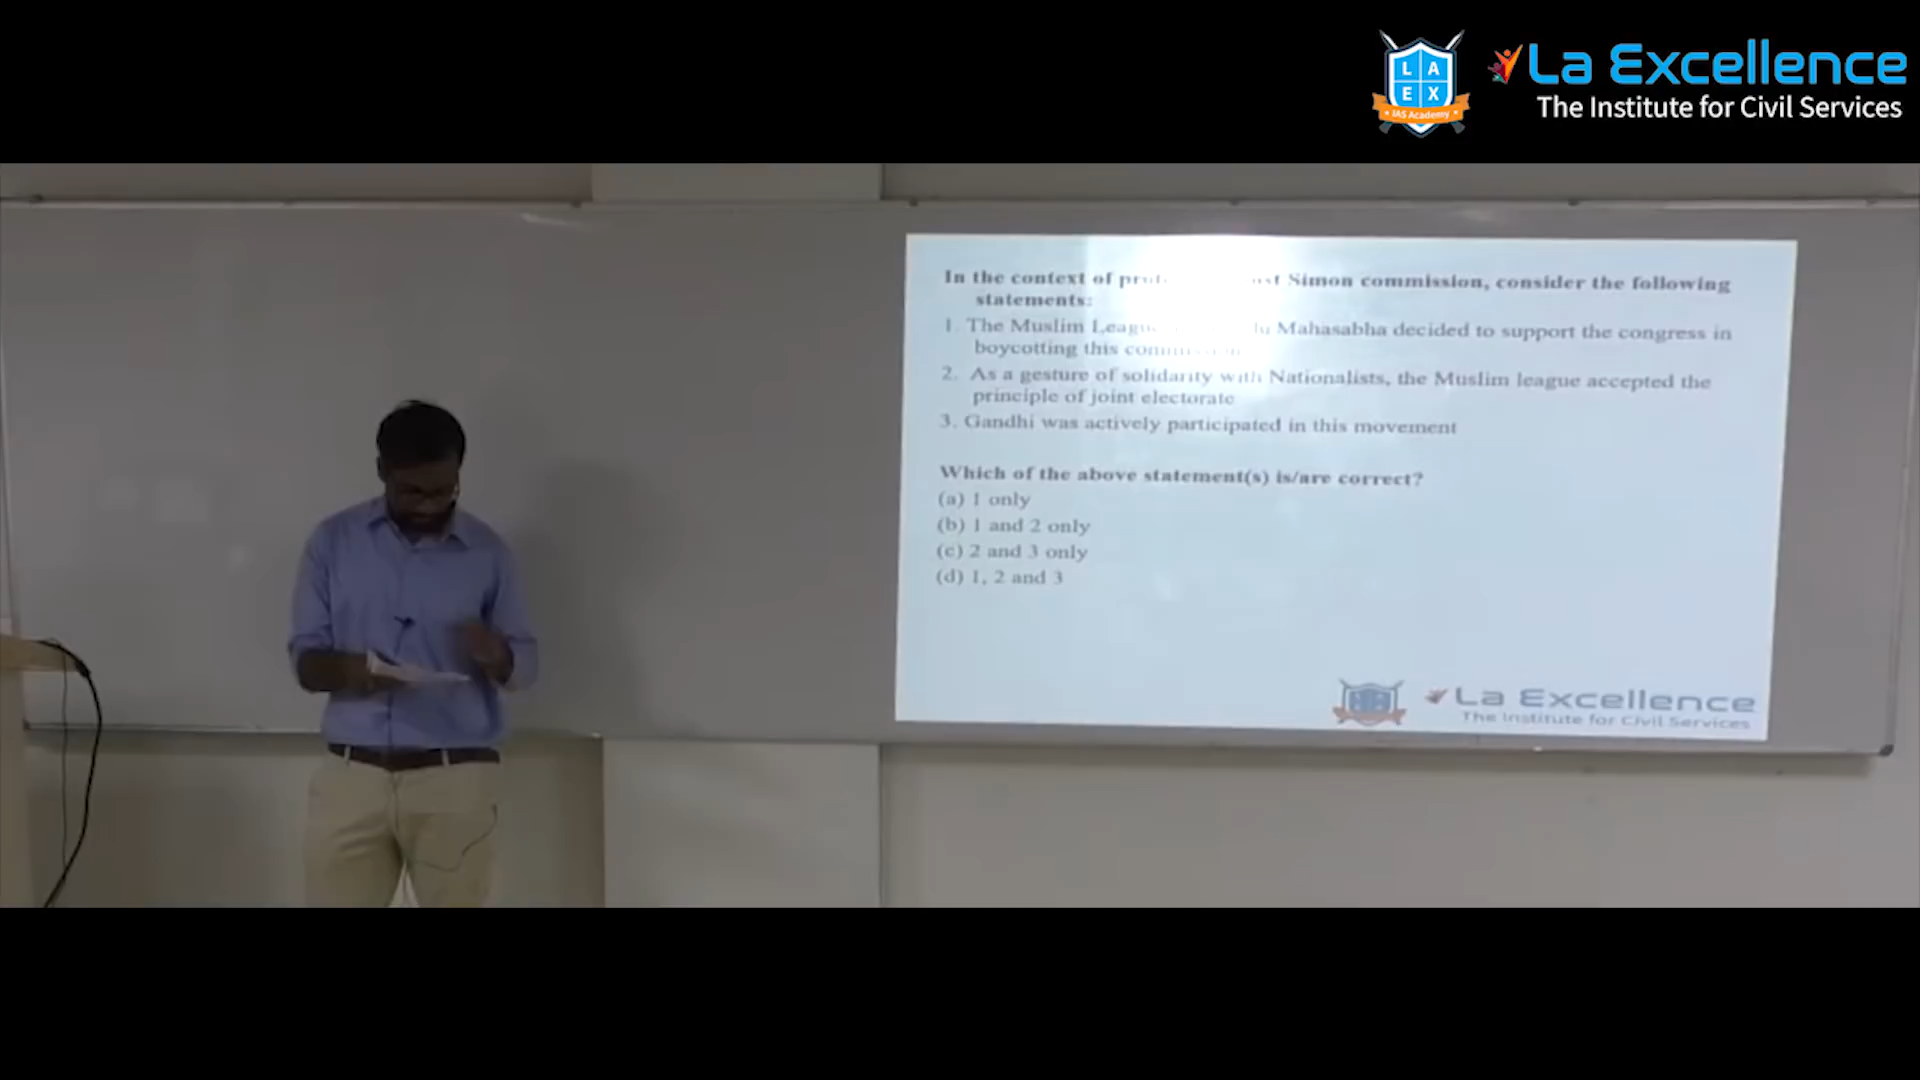 L A
E X
IAS Academy
La Excellence
The Institute for Civil Services
In the context of Simon commission, consider the following
statements:
1. The Muslim Mahasabha decided to support the congress in
boycotting this
2. As a gesture of solidarity with Nationalists, the Muslim league accepted the
principle of joint electorate
3. Gandhi was actively participated in this movement
Which of the above statement(s) is/are correct?
(a) 1 only
(b) 1 and 2 only
(c) 2 and 3 only
(d) 1, 2 and 3
La Excellence
The Institute for Civil Services